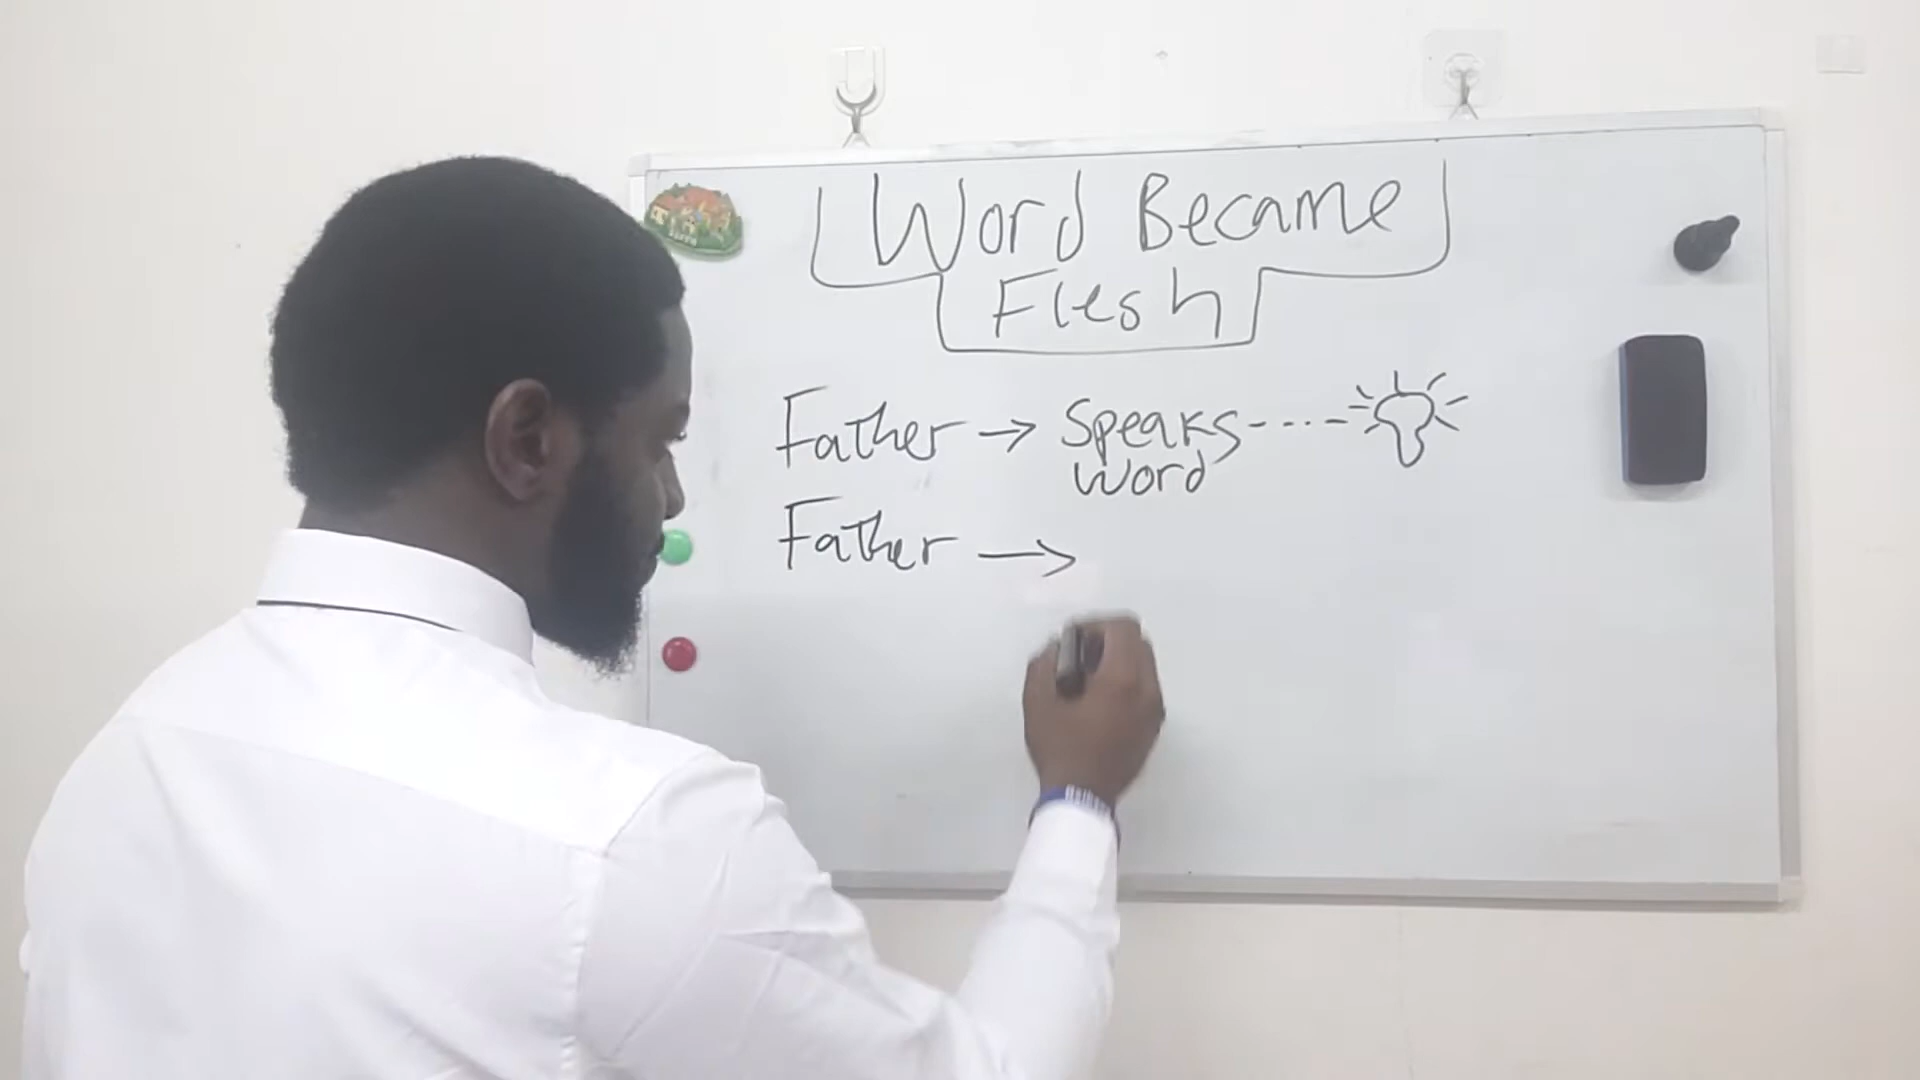 Word Became
Flesh
Father → Speaks
Word
Father →